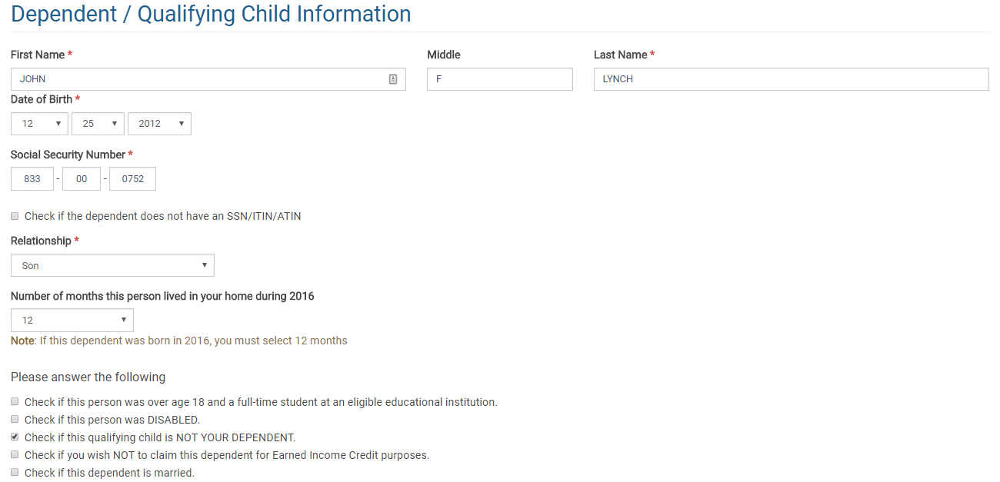 Dependent / Qualifying Child Information
First Name * Middle Last Name *
JOHN F LYNCH
Date of Birth *
12 25 2012
Social Security Number *
833 - 00 - 0752
Check if the dependent does not have an SSN/ITIN/ATIN
Relationship *
Son
Number of months this person lived in your home during 2016
12
Note: If this dependent was born in 2016, you must select 12 months
Please answer the following
Check if this person was over age 18 and a full-time student at an eligible educational institution.
Check if this person was DISABLED.
Check if this qualifying child is NOT YOUR DEPENDENT.
Check if you wish NOT to claim this dependent for Earned Income Credit purposes.
Check if this dependent is married.